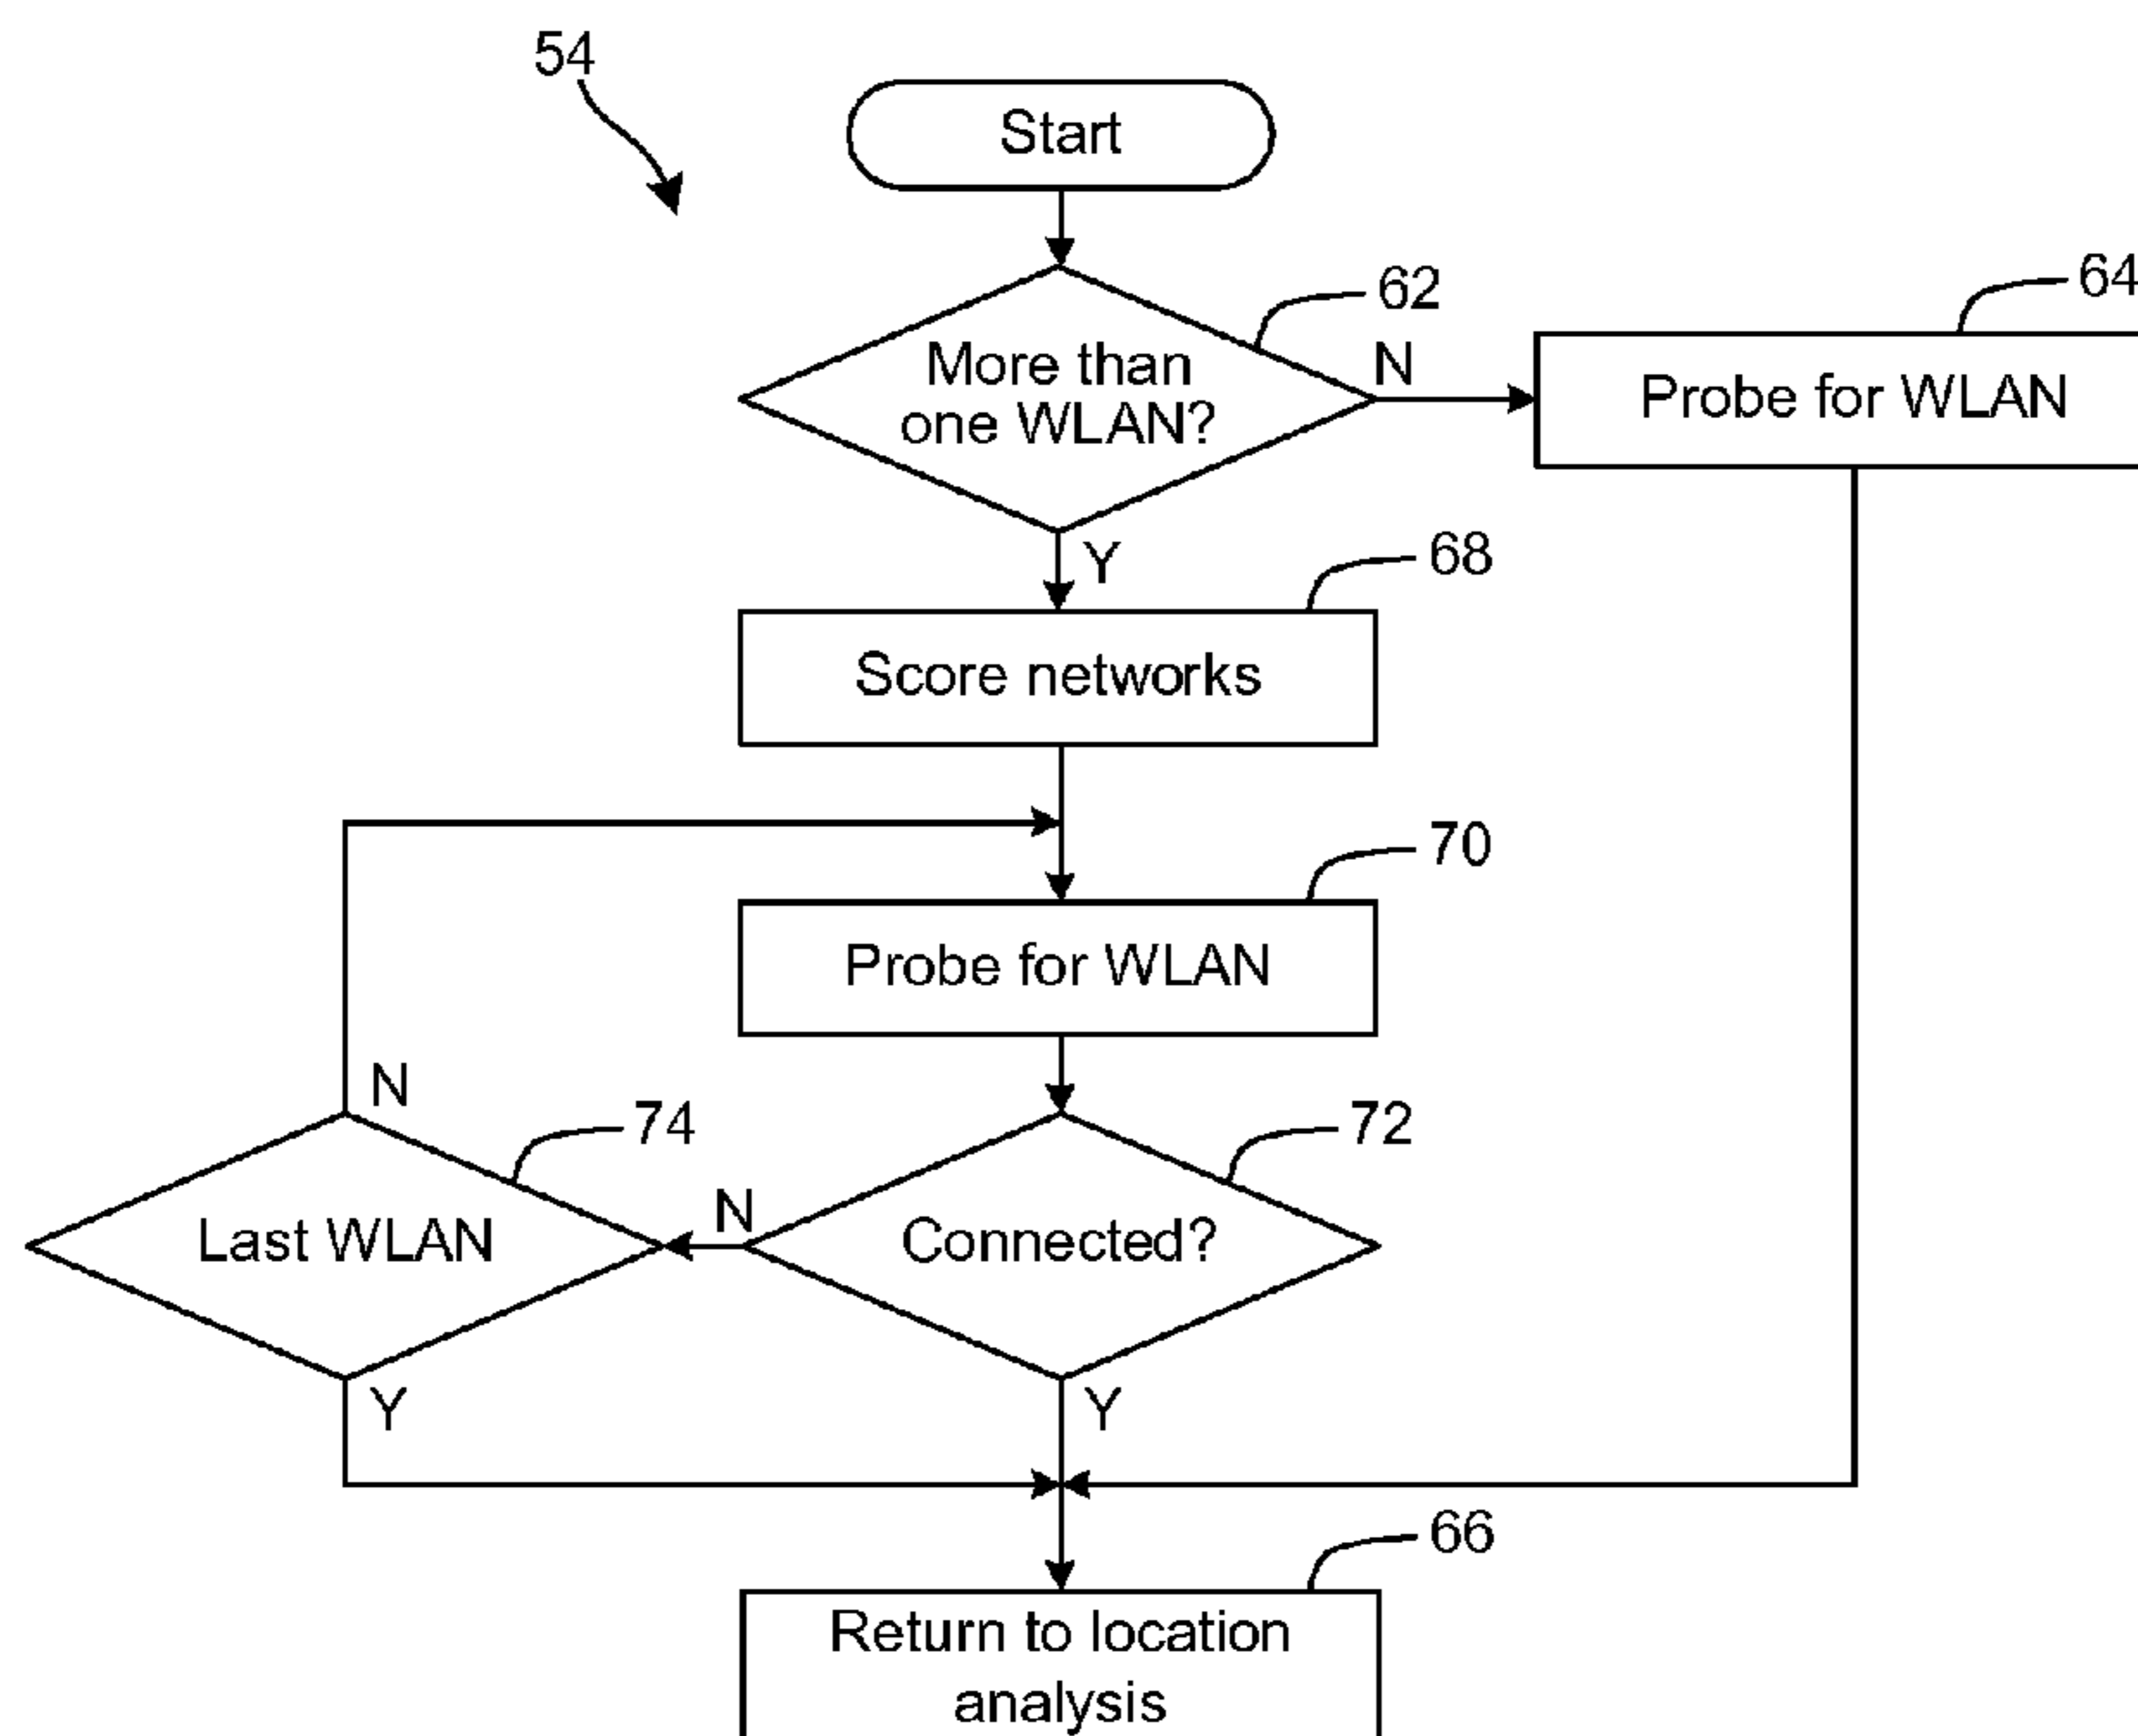 54
Start
62
64
More than
one WLAN?
N
Probe for WLAN
Y
68
Score networks
70
Probe for WLAN
N
74
72
Last WLAN
N
Connected?
Y
Y
66
Return to location
analysis